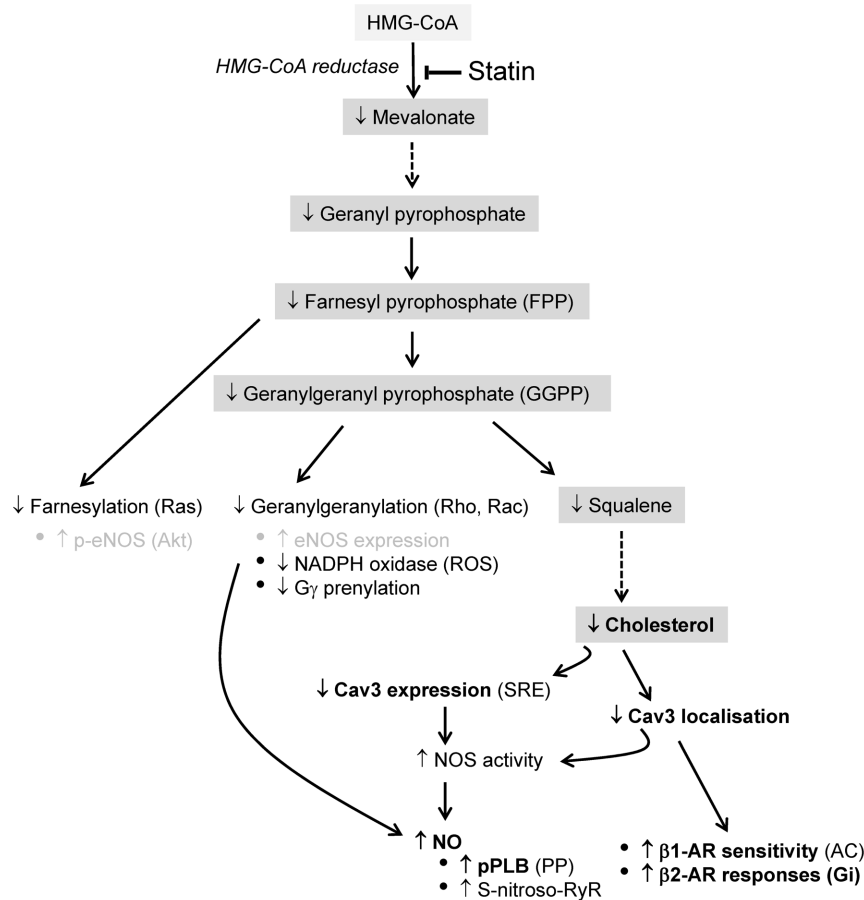 HMG-CoA
HMG-CoA reductase
Statin
↓ Mevalonate
↓ Geranyl pyrophosphate
↓ Farnesyl pyrophosphate (FPP)
↓ Geranylgeranyl pyrophosphate (GGPP)
↓ Farnesylation (Ras)
• ↑ p-eNOS (Akt)
↓ Geranylgeranylation (Rho, Rac)
• ↑ eNOS expression
• ↓ NADPH oxidase (ROS)
• ↓ Gγ prenylation
↓ Squalene
↓ Cholesterol
↓ Cav3 expression (SRE)
↓ Cav3 localisation
↑ NOS activity
↑ NO
• ↑ pPLB (PP)
• ↑ S-nitroso-RyR
• ↑ β1-AR sensitivity (AC)
• ↑ β2-AR responses (Gi)